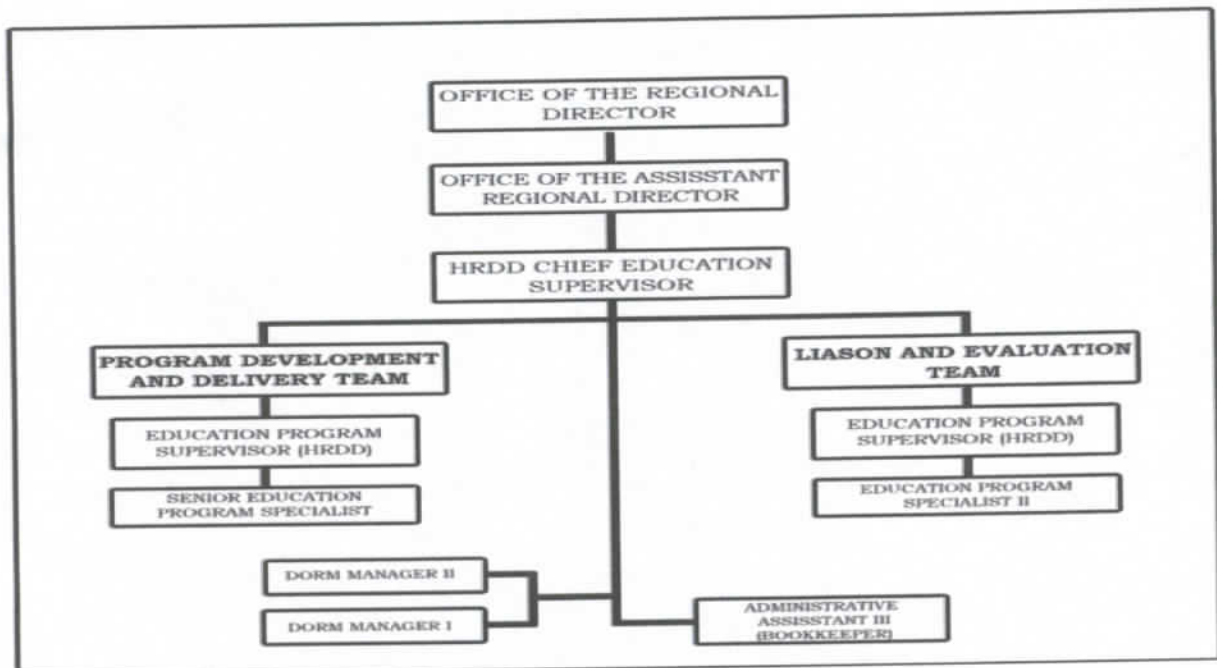 OFFICE OF THE REGIONAL
DIRECTOR
OFFICE OF THE ASSISSTANT
REGIONAL DIRECTOR
HRDD CHIEF EDUCATION
SUPERVISOR
PROGRAM DEVELOPMENT
AND DELIVERY TEAM
EDUCATION PROGRAM
SUPERVISOR (HRDD)
SENIOR EDUCATION
PROGRAM SPECIALIST
LIASON AND EVALUATION
TEAM
EDUCATION PROGRAM
SUPERVISOR (HRDD)
EDUCATION PROGRAM
SPECIALIST II
DORM MANAGER II
DORM MANAGER I
ADMINISTRATIVE
ASSISSTANT III
(BOOKKEEPER)